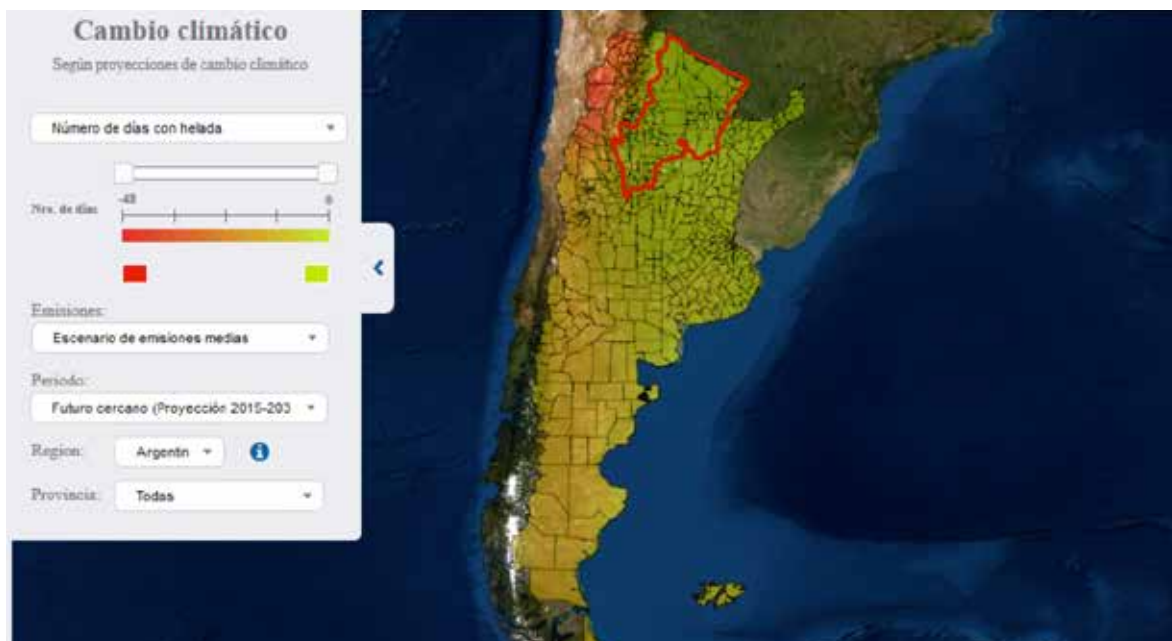 Cambio climático
Según proyecciones de cambio climático
Número de días con helada
-48 0
Nro. de días
Emisiones:
Escenario de emisiones medias
Periodo:
Futuro cercano (Proyección 2015-203
Region: Argentin
Provincia: Todas